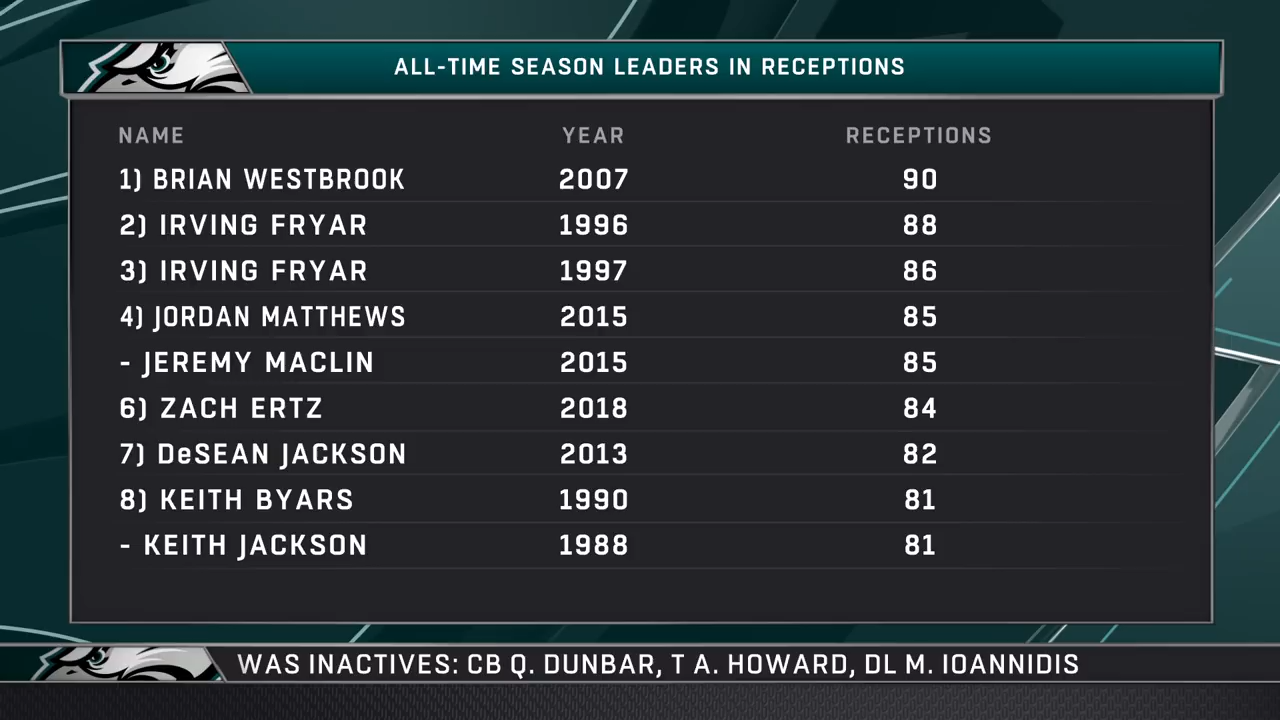 ALL-TIME SEASON LEADERS IN RECEPTIONS
NAME YEAR RECEPTIONS
1) BRIAN WESTBROOK 2007 90
2) IRVING FRYAR 1996 88
3) IRVING FRYAR 1997 86
4) JORDAN MATTHEWS 2015 85
- JEREMY MACLIN 2015 85
6) ZACH ERTZ 2018 84
7) DeSEAN JACKSON 2013 82
8) KEITH BYARS 1990 81
- KEITH JACKSON 1988 81
WAS INACTIVES: CB Q. DUNBAR, T A. HOWARD, DL M. IOANNIDIS